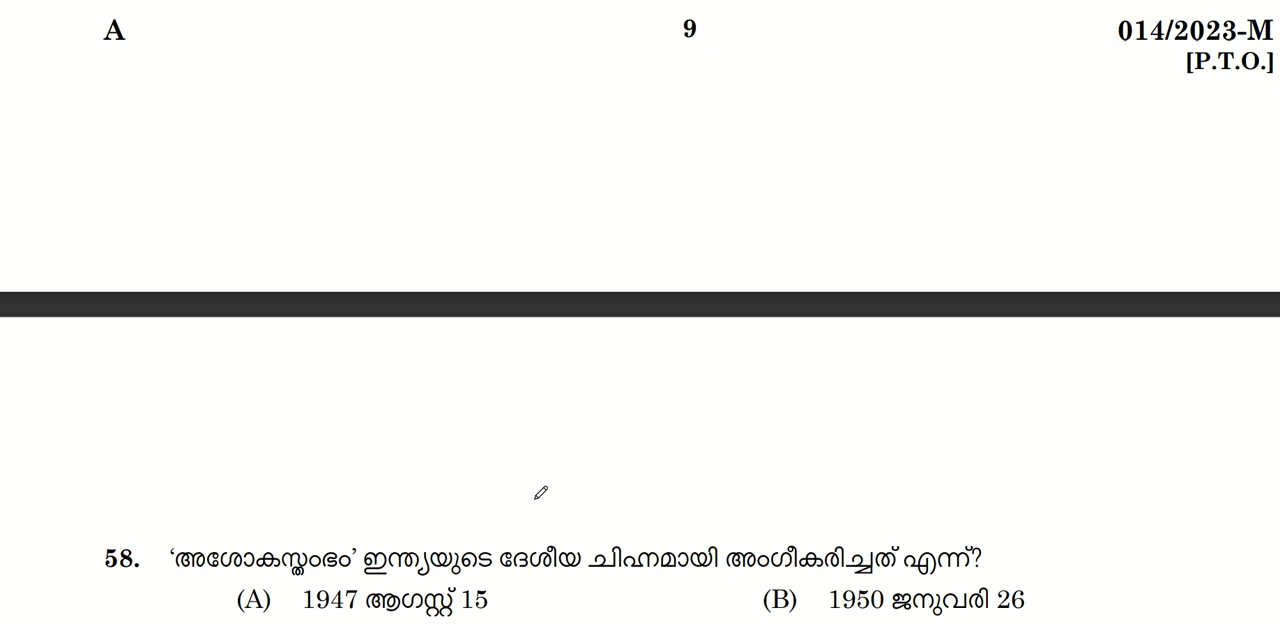 A 9 014/2023-M
[P.T.O.]
58. ‘അശോകസ്തംഭം’ ഇന്ത്യയുടെ ദേശീയ ചിഹ്നമായി അംഗീകരിച്ചത് എന്ന്?
(A) 1947 ആഗസ്റ്റ് 15 (B) 1950 ജനുവരി 26